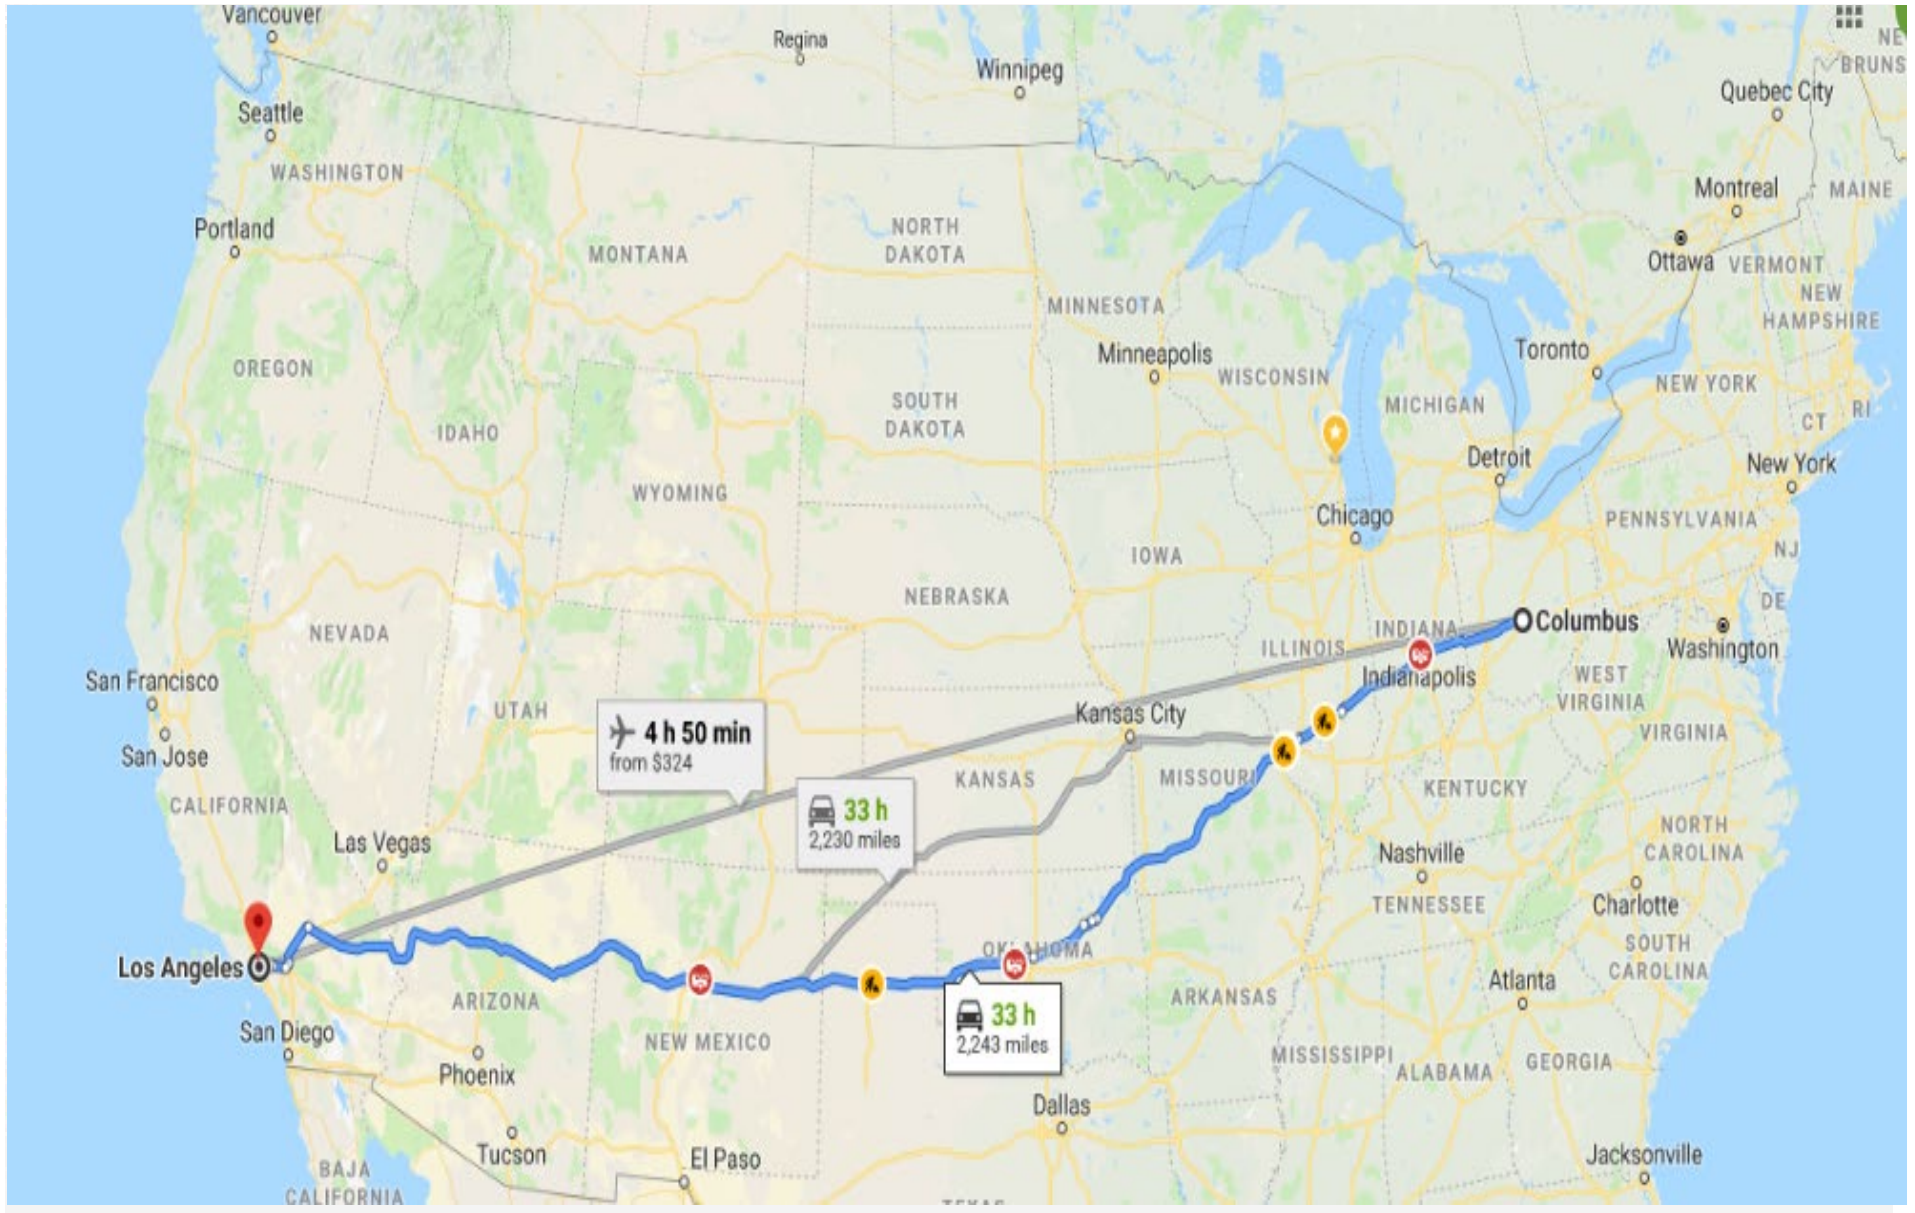 Vancouver
Regina
Winnipeg
NE
BRUNS
Quebec City
Seattle
WASHINGTON
Montreal
MAINE
Portland
MONTANA
NORTH
DAKOTA
Ottawa
VERMONT
NEW
HAMPSHIRE
MINNESOTA
Minneapolis
WISCONSIN
Toronto
OREGON
IDAHO
SOUTH
DAKOTA
MICHIGAN
NEW YORK
CT
RI
Detroit
New York
WYOMING
Chicago
PENNSYLVANIA
NJ
IOWA
NEBRASKA
DE
NEVADA
INDIANA
Columbus
ILLINOIS
Washington
Indianapolis
WEST
VIRGINIA
San Francisco
San Jose
UTAH
4 h 50 min
from $324
Kansas City
VIRGINIA
CALIFORNIA
KANSAS
MISSOURI
KENTUCKY
33 h
2,230 miles
Las Vegas
Nashville
NORTH
CAROLINA
TENNESSEE
Charlotte
Los Angeles
OKLAHOMA
SOUTH
CAROLINA
ARIZONA
ARKANSAS
Atlanta
San Diego
NEW MEXICO
33 h
2,243 miles
Phoenix
MISSISSIPPI
ALABAMA
GEORGIA
Dallas
Tucson
El Paso
Jacksonville
BAJA
CALIFORNIA
TEXAS